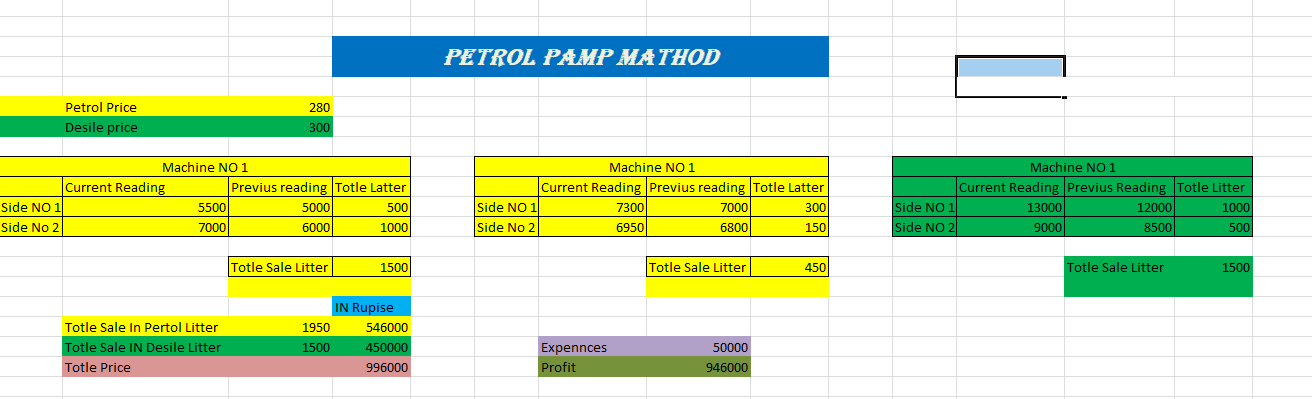 PETROL PAMP MATHOD
Petrol Price 280
Desile price 300
Machine NO 1 Machine NO 1 Machine NO 1
Current Reading Previus reading Totle Latter Current Reading Previus reading Totle Latter Current Reading Previus Reading Totle Litter
Side NO 1 5500 5000 500 Side NO 1 7300 7000 300 Side NO 1 13000 12000 1000
Side No 2 7000 6000 1000 Side No 2 6950 6800 150 Side NO 2 9000 8500 500
Totle Sale Litter 1500 Totle Sale Litter 450 Totle Sale Litter 1500
IN Rupise
Totle Sale In Pertol Litter 1950 546000
Totle Sale IN Desile Litter 1500 450000 Expennces 50000
Totle Price 996000 Profit 946000